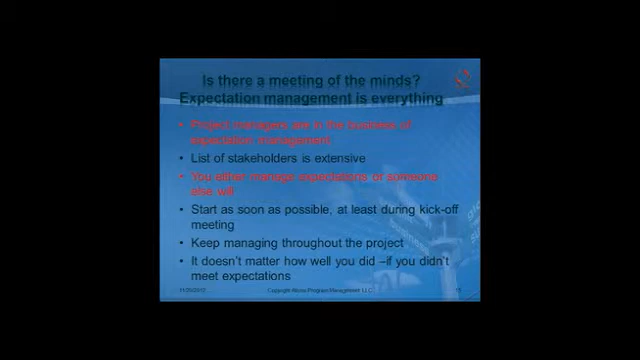 Is there a meeting of the minds?
Expectation management is everything
• Project managers are in the business of
expectation management
• List of stakeholders is extensive
• You either manage expectations or someone
else will
• Start as soon as possible, at least during kick-off
meeting
• Keep managing throughout the project
• It doesn't matter how well you did –if you didn't
meet expectations
Program Management LLC
business